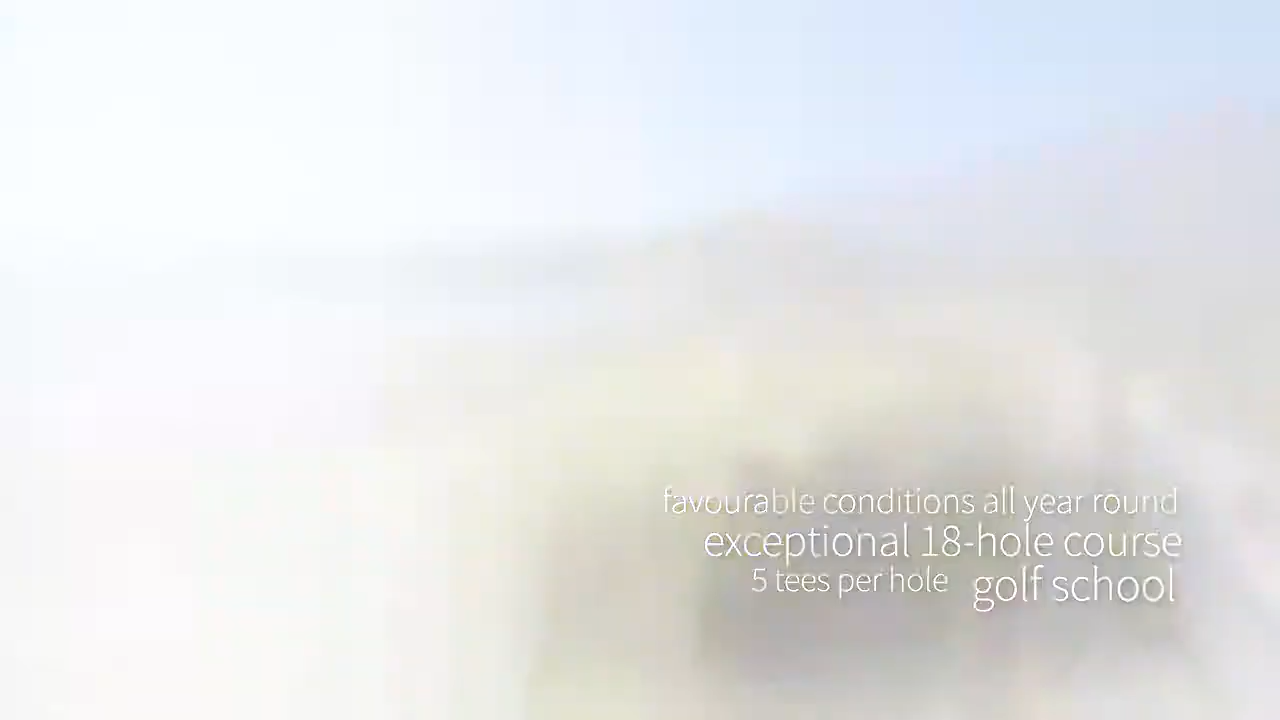 favourable conditions all year round
exceptional 18-hole course
5 tees per hole golf school